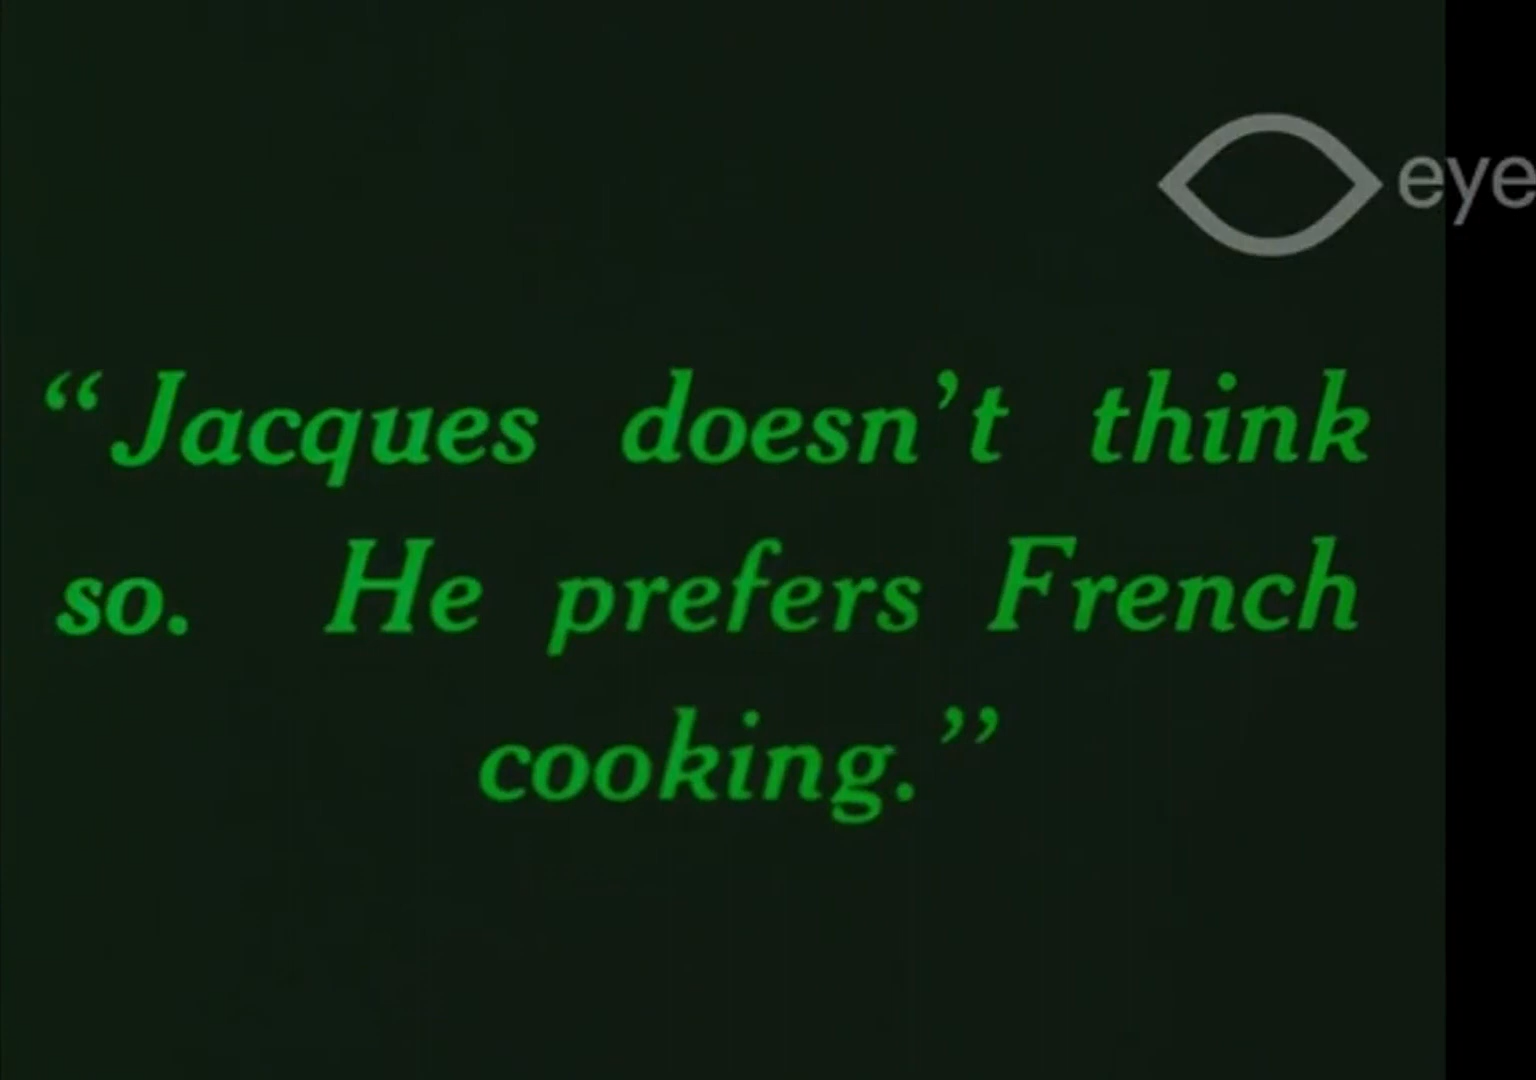 eye
“Jacques doesn’t think
so. He prefers French
cooking.”